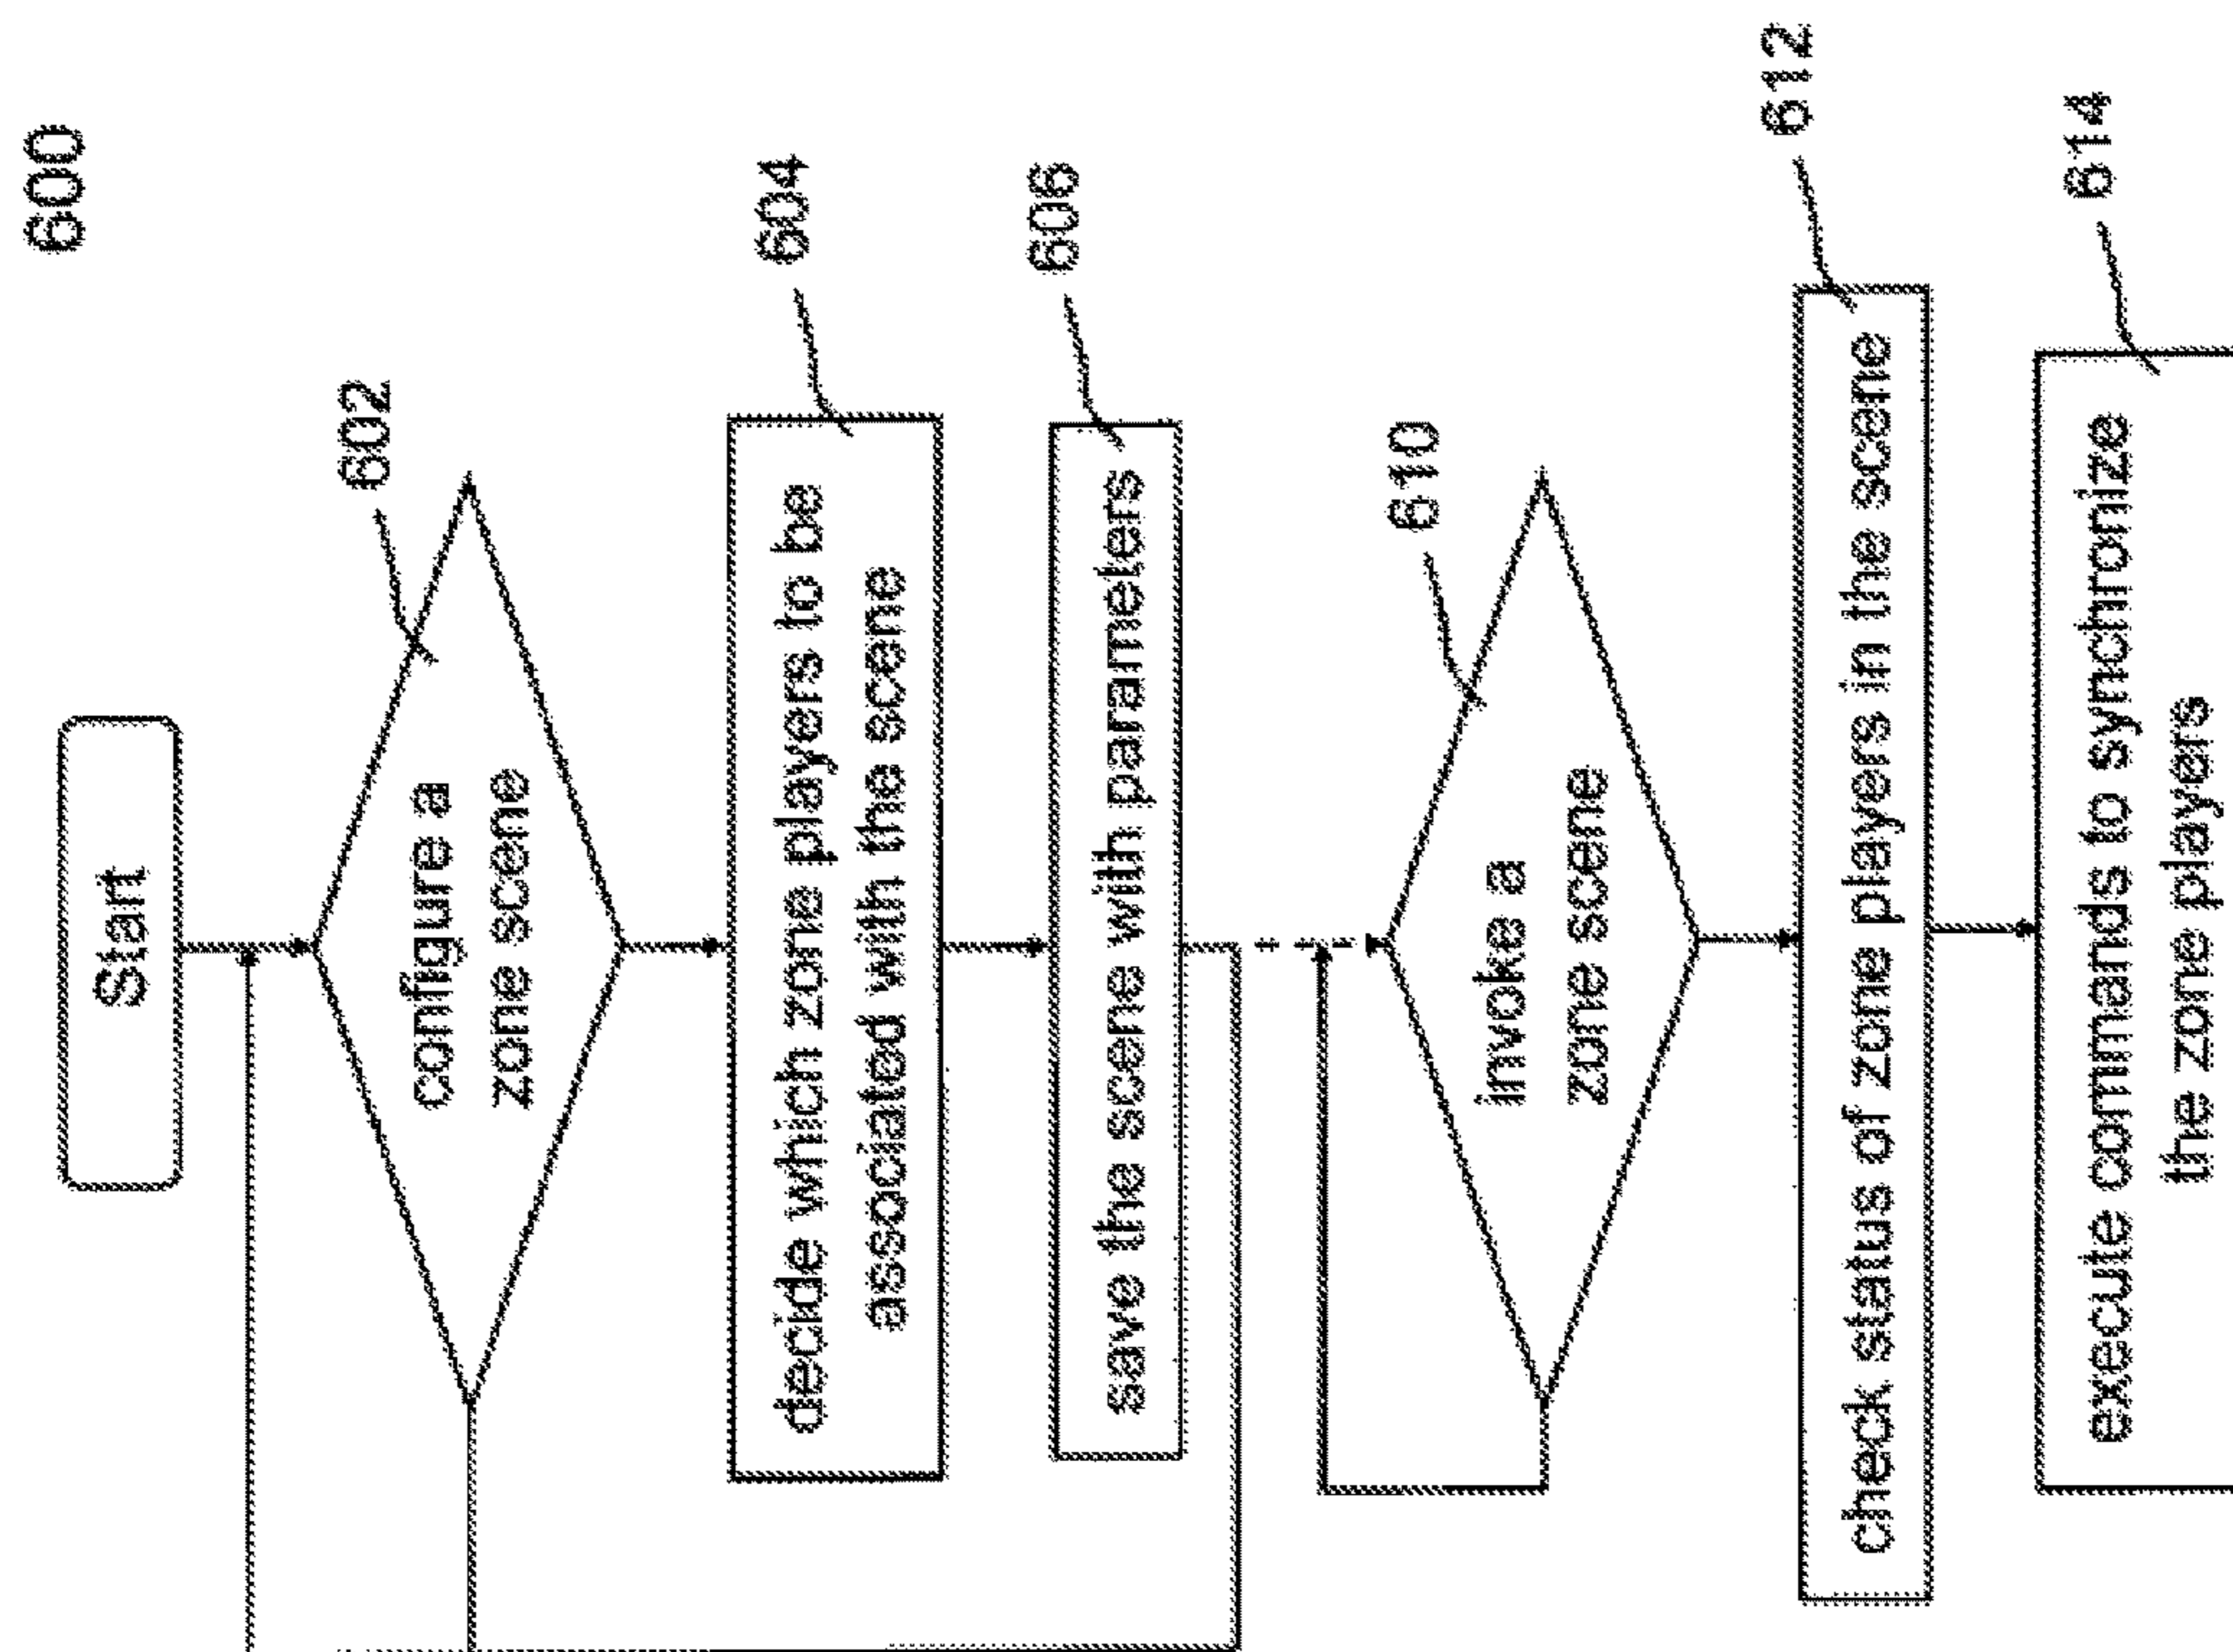 600
Start
602
configure a
zone scene
604
decide which zone players to be
associated with the scene
606
save the scene with parameters
610
invoke a
zone scene
612
check status of zone players in the scene
614
execute commands to synchronize
the zone players